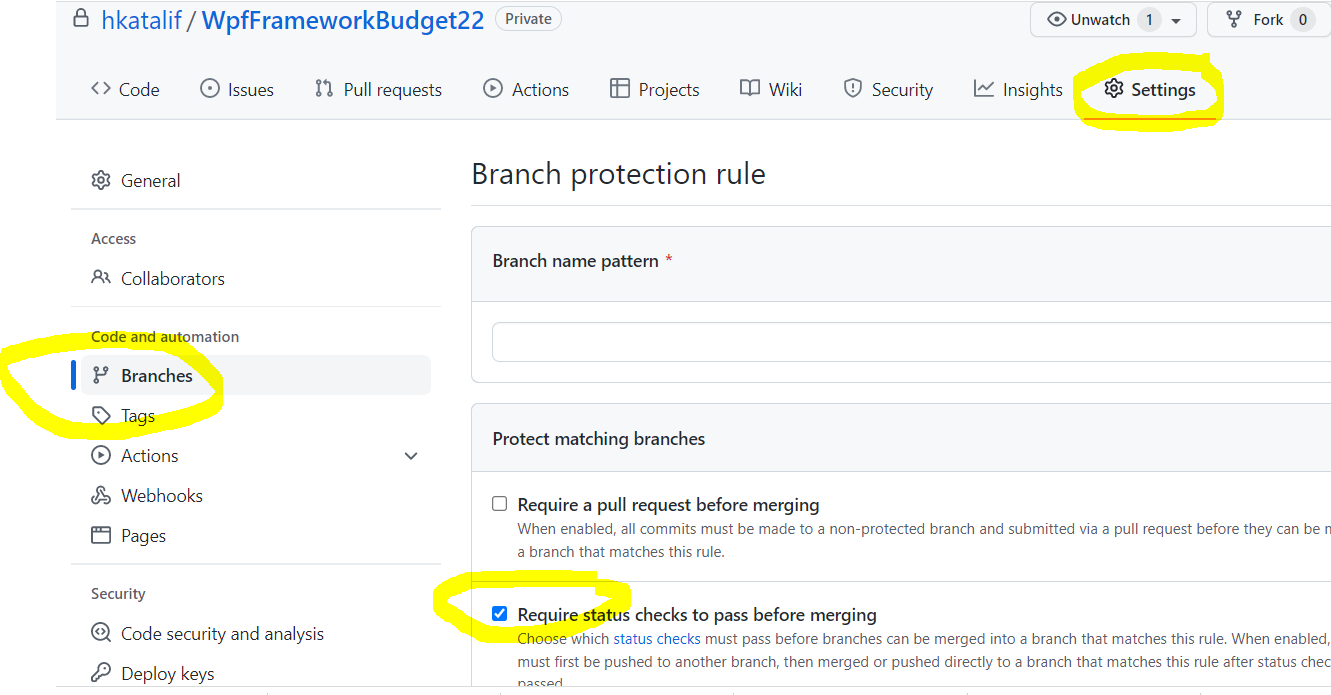 hkatalif / WpfFrameworkBudget22 Private Unwatch 1 Fork 0
Code Issues Pull requests Actions Projects Wiki Security Insights Settings
General
Access
Collaborators
Code and automation
Branches
Tags
Actions
Webhooks
Pages
Security
Code security and analysis
Deploy keys
Branch protection rule
Branch name pattern *
Protect matching branches
Require a pull request before merging
When enabled, all commits must be made to a non-protected branch and submitted via a pull request before they can be
a branch that matches this rule.
Require status checks to pass before merging
Choose which status checks must pass before branches can be merged into a branch that matches this rule. When enabled,
must first be pushed to another branch, then merged or pushed directly to a branch that matches this rule after status chec
passed.